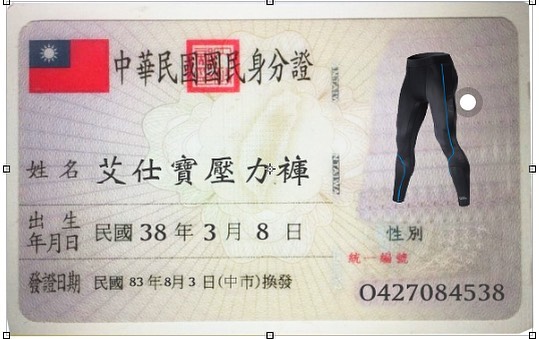 中華民國國民身分證
姓名 艾仕寶壓力褲
出生年月日 民國 38 年 3 月 8 日
性別
統一編號
發證日期 民國 83 年8月3 日(中市)換發
O427084538